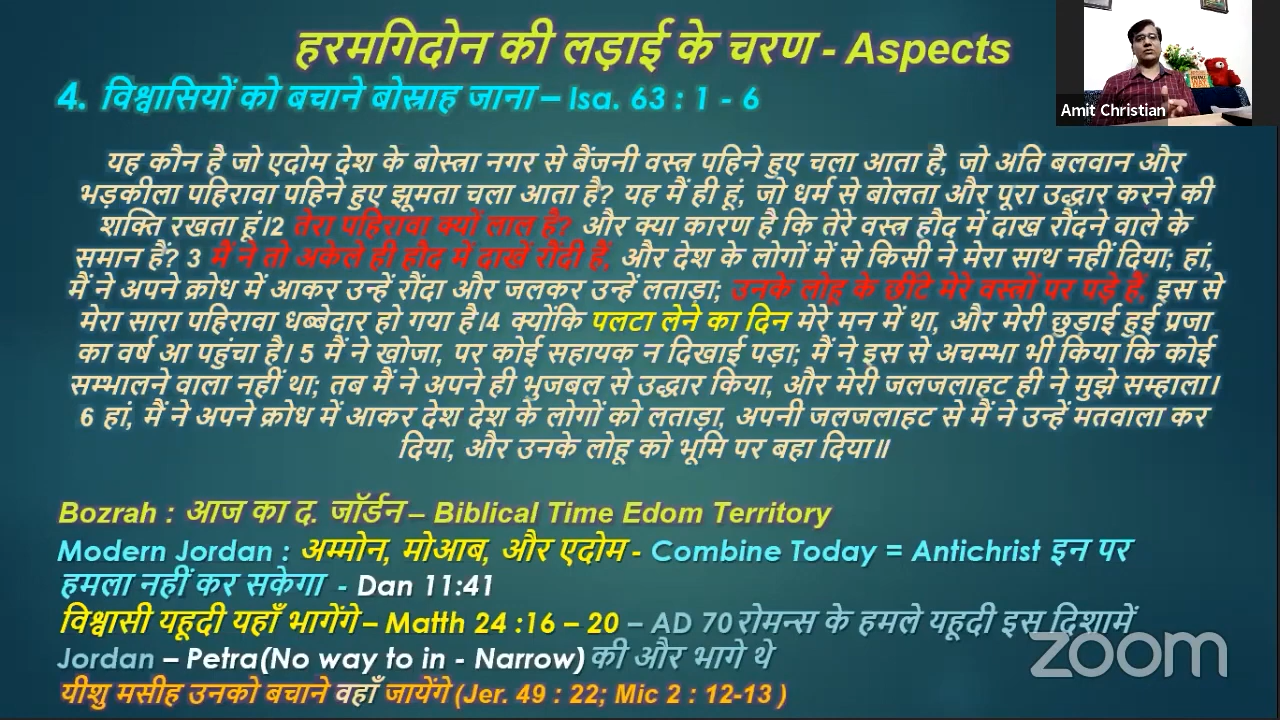 हरमगिदोन की लड़ाई के चरण - Aspects
4. विश्वासियों को बचाने बोस्राह जाना – Isa. 63 : 1 - 6
Amit Christian
यह कौन है जो एदोम देश के बोस्त्रा नगर से बैंजनी वस्त्र पहिने हुए चला आता है, जो अति बलवान और
भड़कीला पहिरावा पहिने हुए झूमता चला आता है? यह मैं ही हूं, जो धर्म से बोलता और पूरा उद्धार करने की
शक्ति रखता हूं।2 तेरा पहिरावा क्यों लाल है? और क्या कारण है कि तेरे वस्त्र हौद में दाख रौंदने वाले के
समान हैं? 3 मैं ने तो अकेले ही हौद में दाखें रौंदी हैं, और देश के लोगों में से किसी ने मेरा साथ नहीं दिया; हां,
मैं ने अपने क्रोध में आकर उन्हें रौंदा और जलकर उन्हें लताड़ा; उनके लोहू के छींटे मेरे वस्त्रों पर पड़े हैं, इस से
मेरा सारा पहिरावा धब्बेदार हो गया है।4 क्योंकि पलटा लेने का दिन मेरे मन में था, और मेरी छुड़ाई हुई प्रजा
का वर्ष आ पहुंचा है। 5 मैं ने खोजा, पर कोई सहायक न दिखाई पड़ा; मैं ने इस से अचम्भा भी किया कि कोई
सम्भालने वाला नहीं था; तब मैं ने अपने ही भुजबल से उद्धार किया, और मेरी जलजलाहट ही ने मुझे सम्हाला।
6 हां, मैं ने अपने क्रोध में आकर देश देश के लोगों को लताड़ा, अपनी जलजलाहट से मैं ने उन्हें मतवाला कर
दिया, और उनके लोहू को भूमि पर बहा दिया॥
Bozrah : आज का द. जॉर्डन – Biblical Time Edom Territory
Modern Jordan : अम्मोन, मोआब, और एदोम - Combine Today = Antichrist इन पर
हमला नहीं कर सकेगा - Dan 11:41
विश्वासी यहूदी यहाँ भागेंगे – Matth 24 :16 – 20 – AD 70 रोमन्स के हमले यहूदी इस दिशामें
Jordan – Petra(No way to in - Narrow) की और भागे थे
यीशु मसीह उनको बचाने वहाँ जायेंगे (Jer. 49 : 22; Mic 2 : 12-13 )
zoom